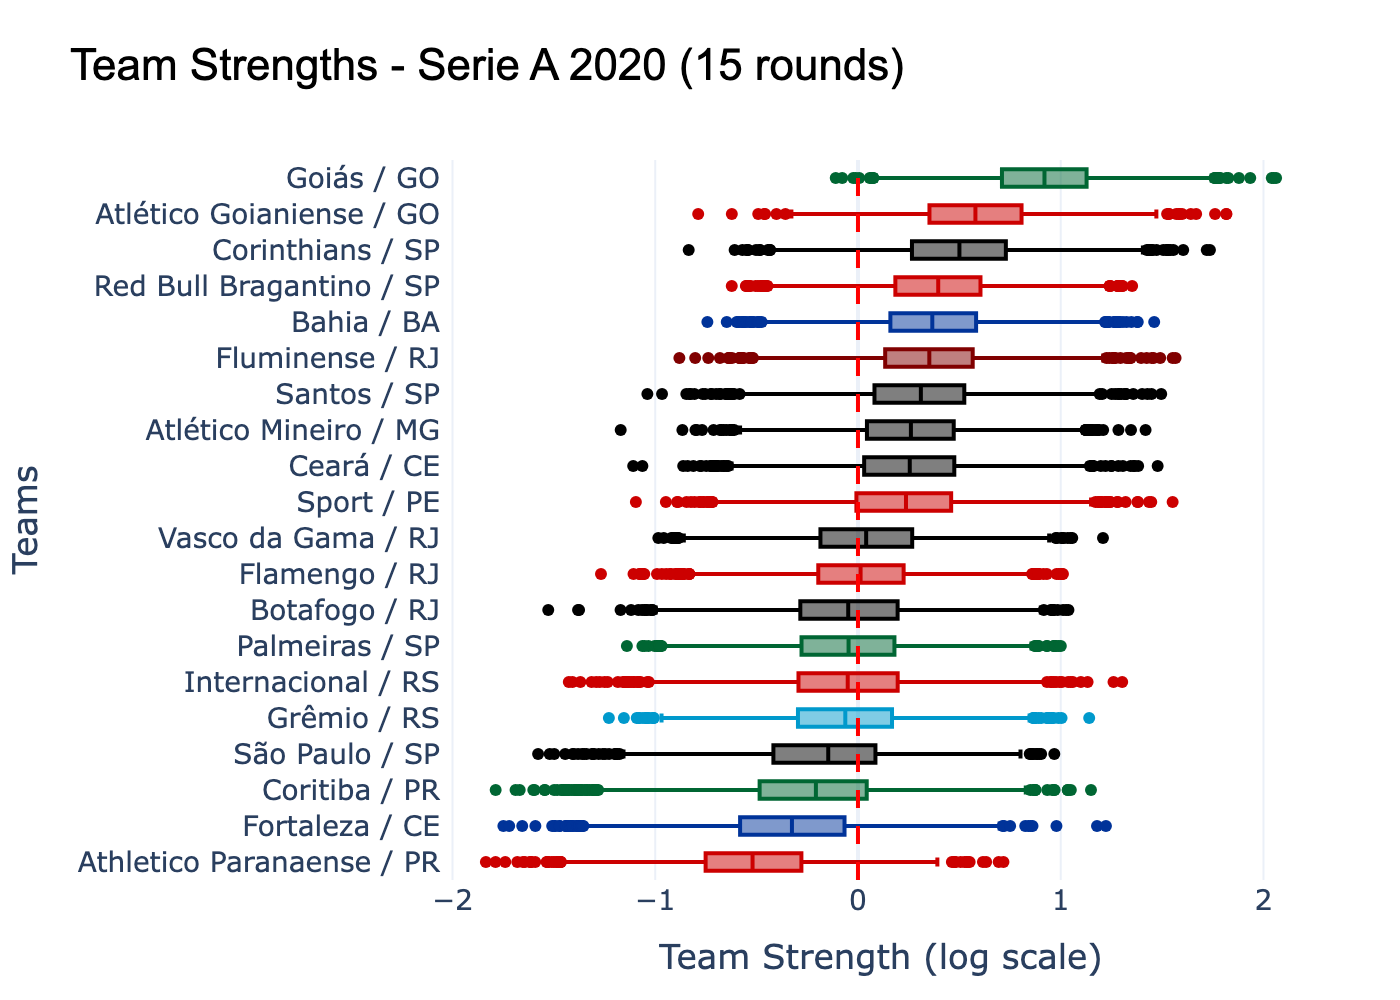 Team Strengths - Serie A 2020 (15 rounds)
Teams
Goiás / GO
Atlético Goianiense / GO
Corinthians / SP
Red Bull Bragantino / SP
Bahia / BA
Fluminense / RJ
Santos / SP
Atlético Mineiro / MG
Ceará / CE
Sport / PE
Vasco da Gama / RJ
Flamengo / RJ
Botafogo / RJ
Palmeiras / SP
Internacional / RS
Grêmio / RS
São Paulo / SP
Coritiba / PR
Fortaleza / CE
Athletico Paranaense / PR
−2 −1 0 1 2
Team Strength (log scale)